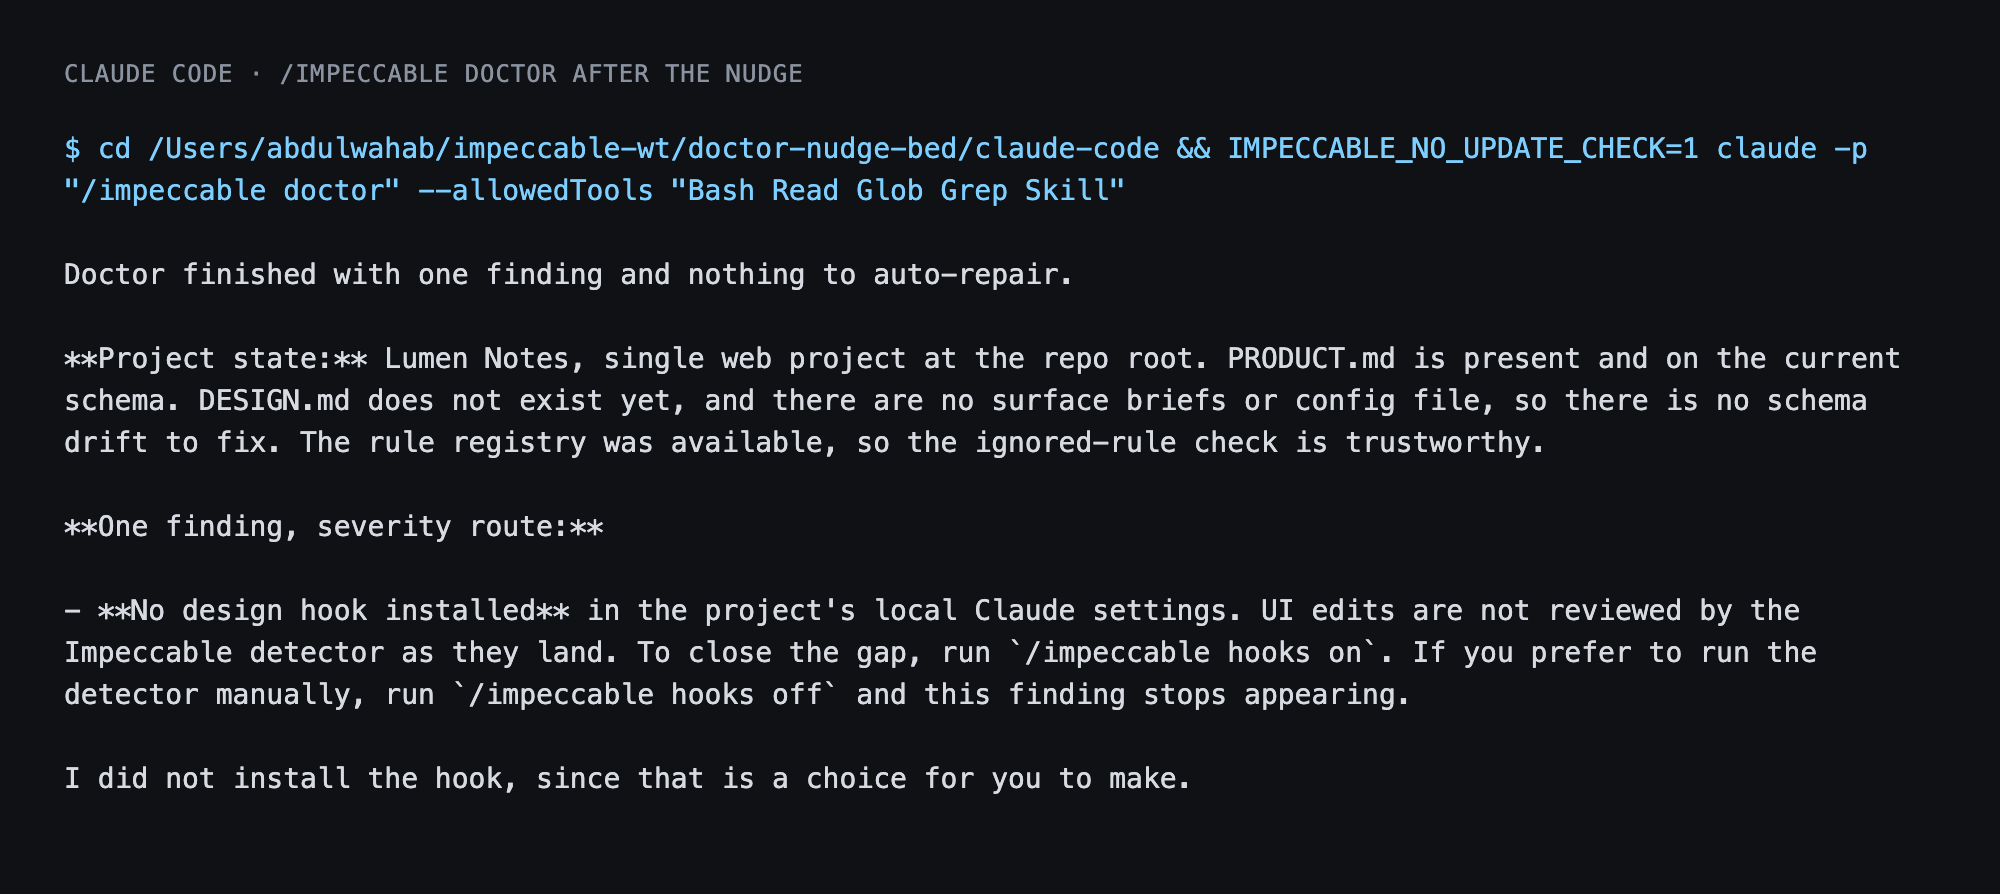 CLAUDE CODE · /IMPECCABLE DOCTOR AFTER THE NUDGE
$ cd /Users/abdulwahab/impeccable-wt/doctor-nudge-bed/claude-code && IMPECCABLE_NO_UPDATE_CHECK=1 claude -p
"/impeccable doctor" --allowedTools "Bash Read Glob Grep Skill"
Doctor finished with one finding and nothing to auto-repair.
**Project state:** Lumen Notes, single web project at the repo root. PRODUCT.md is present and on the current
schema. DESIGN.md does not exist yet, and there are no surface briefs or config file, so there is no schema
drift to fix. The rule registry was available, so the ignored-rule check is trustworthy.
**One finding, severity route:**
- **No design hook installed** in the project's local Claude settings. UI edits are not reviewed by the
Impeccable detector as they land. To close the gap, run `/impeccable hooks on`. If you prefer to run the
detector manually, run `/impeccable hooks off` and this finding stops appearing.
I did not install the hook, since that is a choice for you to make.